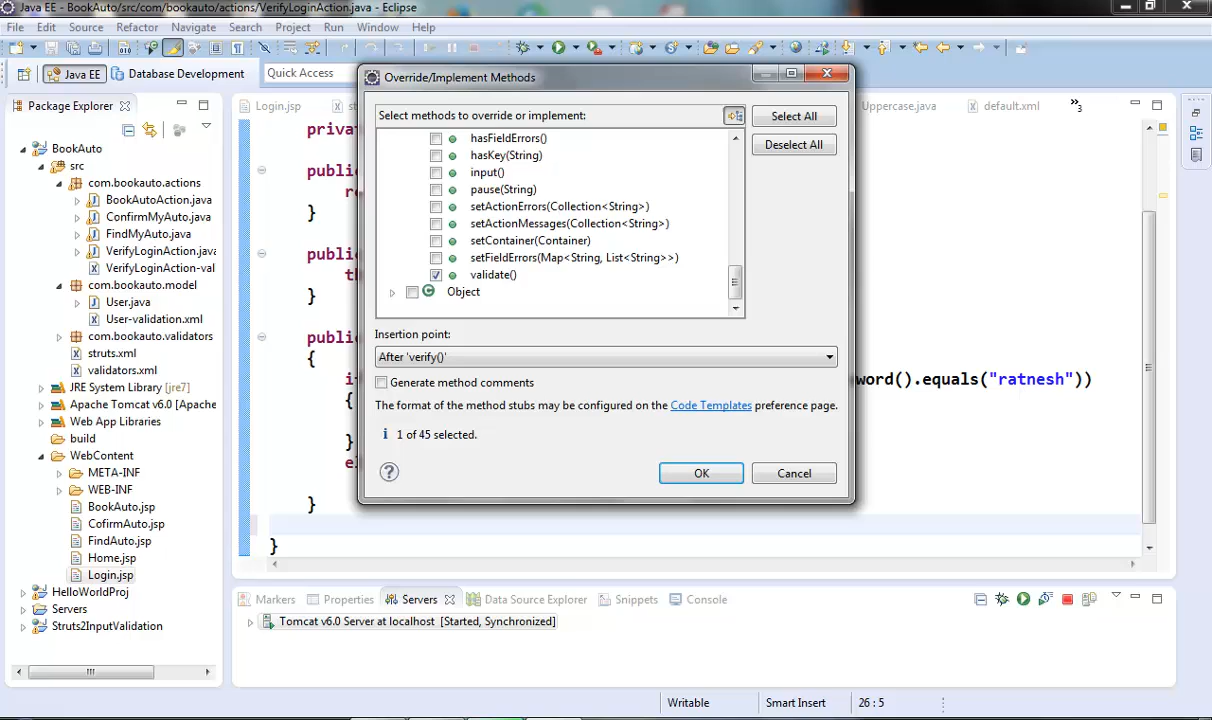 Java EE - BookAuto/src/com/bookauto/actions/VerifyLoginAction.java - Eclipse
File Edit Source Refactor Navigate Search Project Run Window Help
Java EE Database Development Quick Access
Package Explorer
BookAuto
src
com.bookauto.actions
BookAutoAction.java
ConfirmMyAuto.java
FindMyAuto.java
VerifyLoginAction.java
VerifyLoginAction-val
com.bookauto.model
User.java
User-validation.xml
com.bookauto.validators
struts.xml
validators.xml
JRE System Library [jre7]
Apache Tomcat v6.0 [Apache
Web App Libraries
build
WebContent
META-INF
WEB-INF
BookAuto.jsp
CofirmAuto.jsp
FindAuto.jsp
Home.jsp
Login.jsp
HelloWorldProj
Servers
Struts2InputValidation
Login.jsp st Uppercase.java default.xml 3
priva
publi
re
}
publi
th
}
publi
{
i word().equals("ratnesh"))
{
}
el
}
}
Override/Implement Methods
Select methods to override or implement:
hasFieldErrors()
hasKey(String)
input()
pause(String)
setActionErrors(Collection<String>)
setActionMessages(Collection<String>)
setContainer(Container)
setFieldErrors(Map<String, List<String>>)
validate()
Object
Select All
Deselect All
Insertion point:
After 'verify()'
Generate method comments
The format of the method stubs may be configured on the Code Templates preference page.
i 1 of 45 selected.
? OK Cancel
Markers Properties Servers Data Source Explorer Snippets Console
Tomcat v6.0 Server at localhost [Started, Synchronized]
Writable Smart Insert 26 : 5